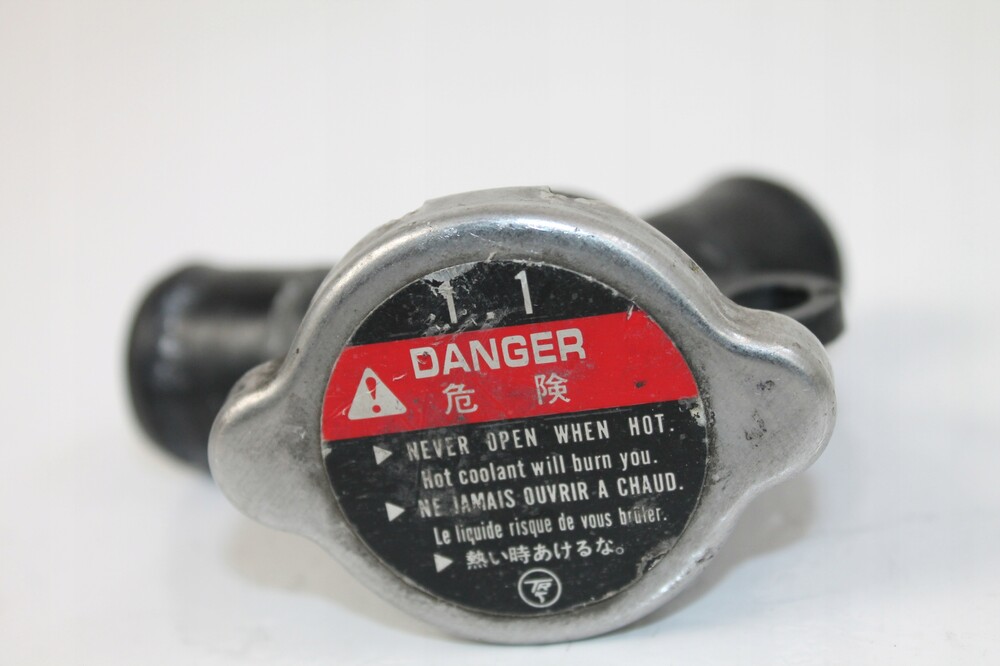 1.1
DANGER
危 険
▶ NEVER OPEN WHEN HOT.
Hot coolant will burn you.
▶ NE JAMAIS OUVRIR A CHAUD.
Le liquide risque de vous brûler.
▶ 熱い時あけるな。